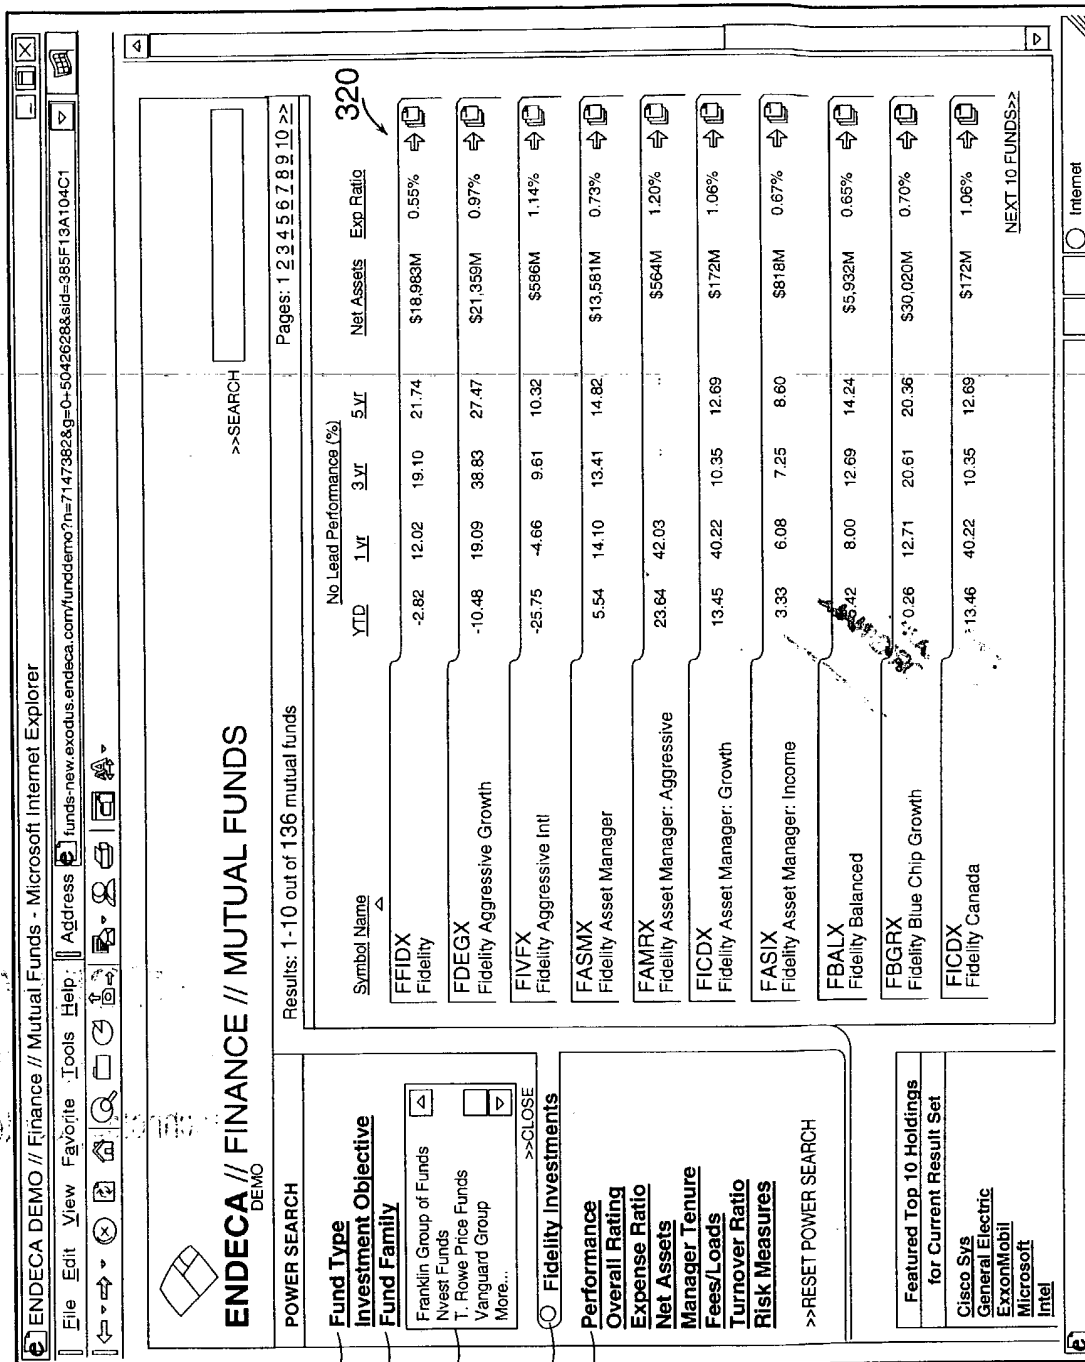 ENDECA DEMO // Finance // Mutual Funds - Microsoft Internet Explorer
File Edit View Favorite Tools Help
Address funds-new.exodus.endeca.com/funddemo?n=7147382&g=0+5042628&sid=385F13A104C1
ENDECA // FINANCE // MUTUAL FUNDS
DEMO
>>SEARCH
POWER SEARCH
Fund Type
Investment Objective
Fund Family
Franklin Group of Funds
Nvest Funds
T. Rowe Price Funds
Vanguard Group
More...
>>CLOSE
Fidelity Investments
Performance
Overall Rating
Expense Ratio
Net Assets
Manager Tenure
Fees/Loads
Turnover Ratio
Risk Measures
>>RESET POWER SEARCH
Featured Top 10 Holdings
for Current Result Set
Cisco Sys
General Electric
ExxonMobil
Microsoft
Intel
Results: 1-10 out of 136 mutual funds
Pages: 1 2 3 4 5 6 7 8 9 10 >>
320
No Lead Performance (%)
Symbol Name YTD 1 yr 3 yr 5 yr Net Assets Exp Ratio
FFIDX
Fidelity -2.82 12.02 19.10 21.74 $18,983M 0.55%
FDEGX
Fidelity Aggressive Growth -10.48 19.09 38.83 27.47 $21,359M 0.97%
FIVFX
Fidelity Aggressive Intl -25.75 -4.66 9.61 10.32 $586M 1.14%
FASMX
Fidelity Asset Manager 5.54 14.10 13.41 14.82 $13,581M 0.73%
FAMRX
Fidelity Asset Manager: Aggressive 23.64 42.03 .. .. $564M 1.20%
FICDX
Fidelity Asset Manager: Growth 13.45 40.22 10.35 12.69 $172M 1.06%
FASIX
Fidelity Asset Manager: Income 3.33 6.08 7.25 8.60 $818M 0.67%
FBALX
Fidelity Balanced 8.00 12.69 14.24 $5,932M 0.65%
FBGRX
Fidelity Blue Chip Growth 0.26 12.71 20.61 20.36 $30,020M 0.70%
FICDX
Fidelity Canada 13.46 40.22 10.35 12.69 $172M 1.06%
NEXT 10 FUNDS>>
Internet